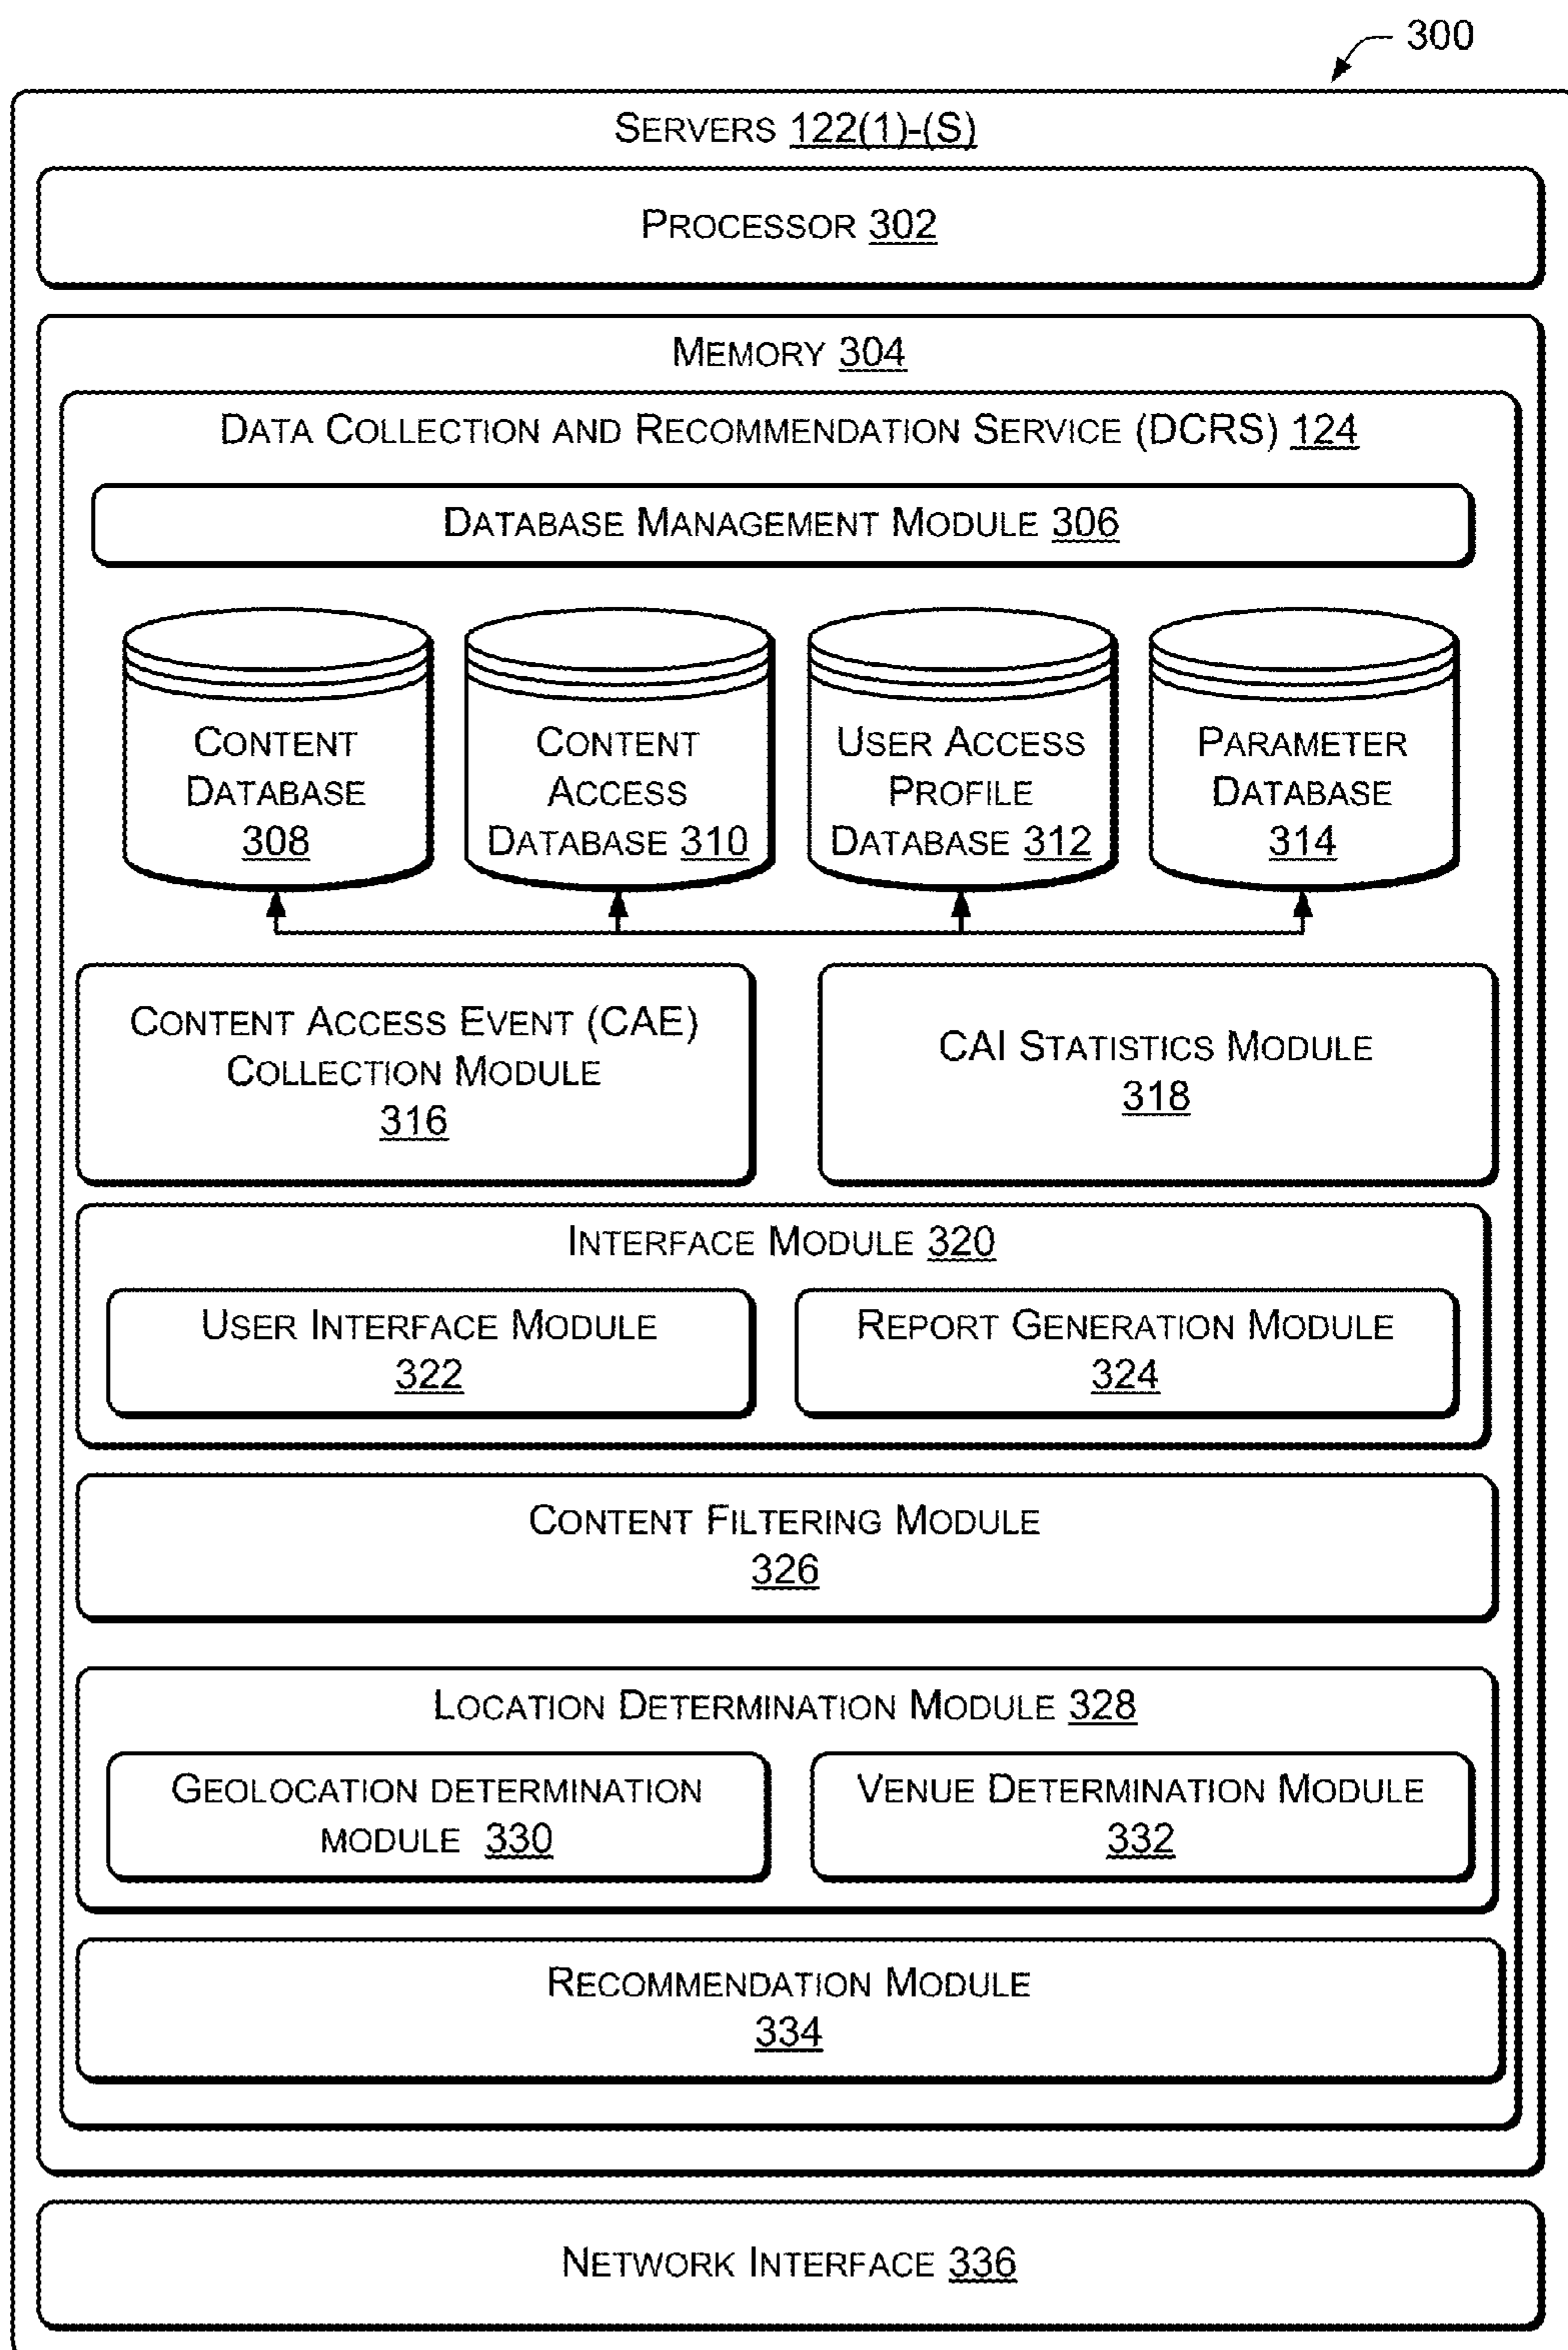 300
SERVERS 122(1)-(S)
PROCESSOR 302
MEMORY 304
DATA COLLECTION AND RECOMMENDATION SERVICE (DCRS) 124
DATABASE MANAGEMENT MODULE 306
CONTENT
DATABASE
308
CONTENT
ACCESS
DATABASE 310
USER ACCESS
PROFILE
DATABASE 312
PARAMETER
DATABASE
314
CONTENT ACCESS EVENT (CAE)
COLLECTION MODULE
316
CAI STATISTICS MODULE
318
INTERFACE MODULE 320
USER INTERFACE MODULE
322
REPORT GENERATION MODULE
324
CONTENT FILTERING MODULE
326
LOCATION DETERMINATION MODULE 328
GEOLOCATION DETERMINATION
MODULE 330
VENUE DETERMINATION MODULE
332
RECOMMENDATION MODULE
334
NETWORK INTERFACE 336